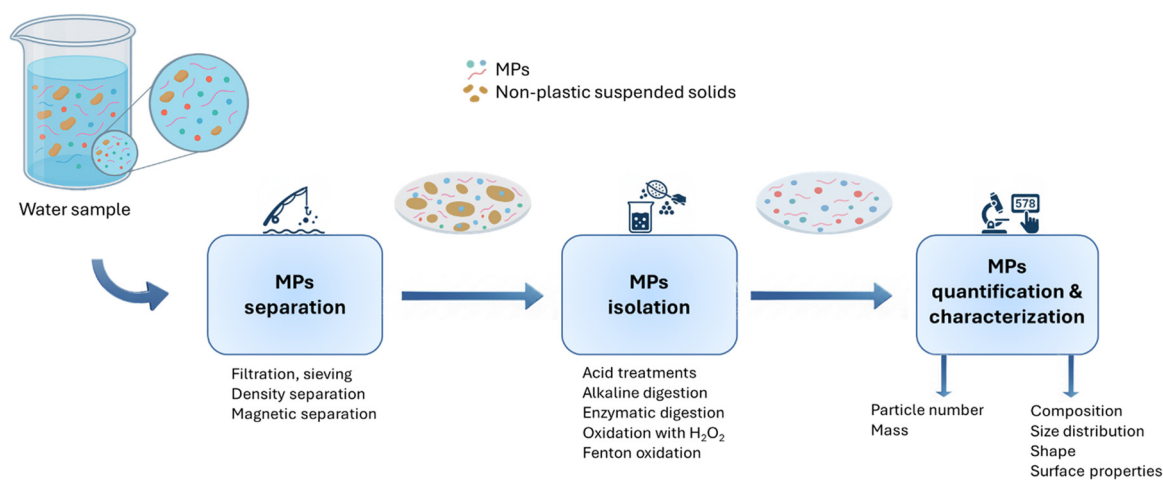 MPs
Non-plastic suspended solids
Water sample
MPs
separation
Filtration, sieving
Density separation
Magnetic separation
MPs
isolation
Acid treatments
Alkaline digestion
Enzymatic digestion
Oxidation with H₂O₂
Fenton oxidation
578
MPs
quantification &
characterization
Particle number
Mass
Composition
Size distribution
Shape
Surface properties